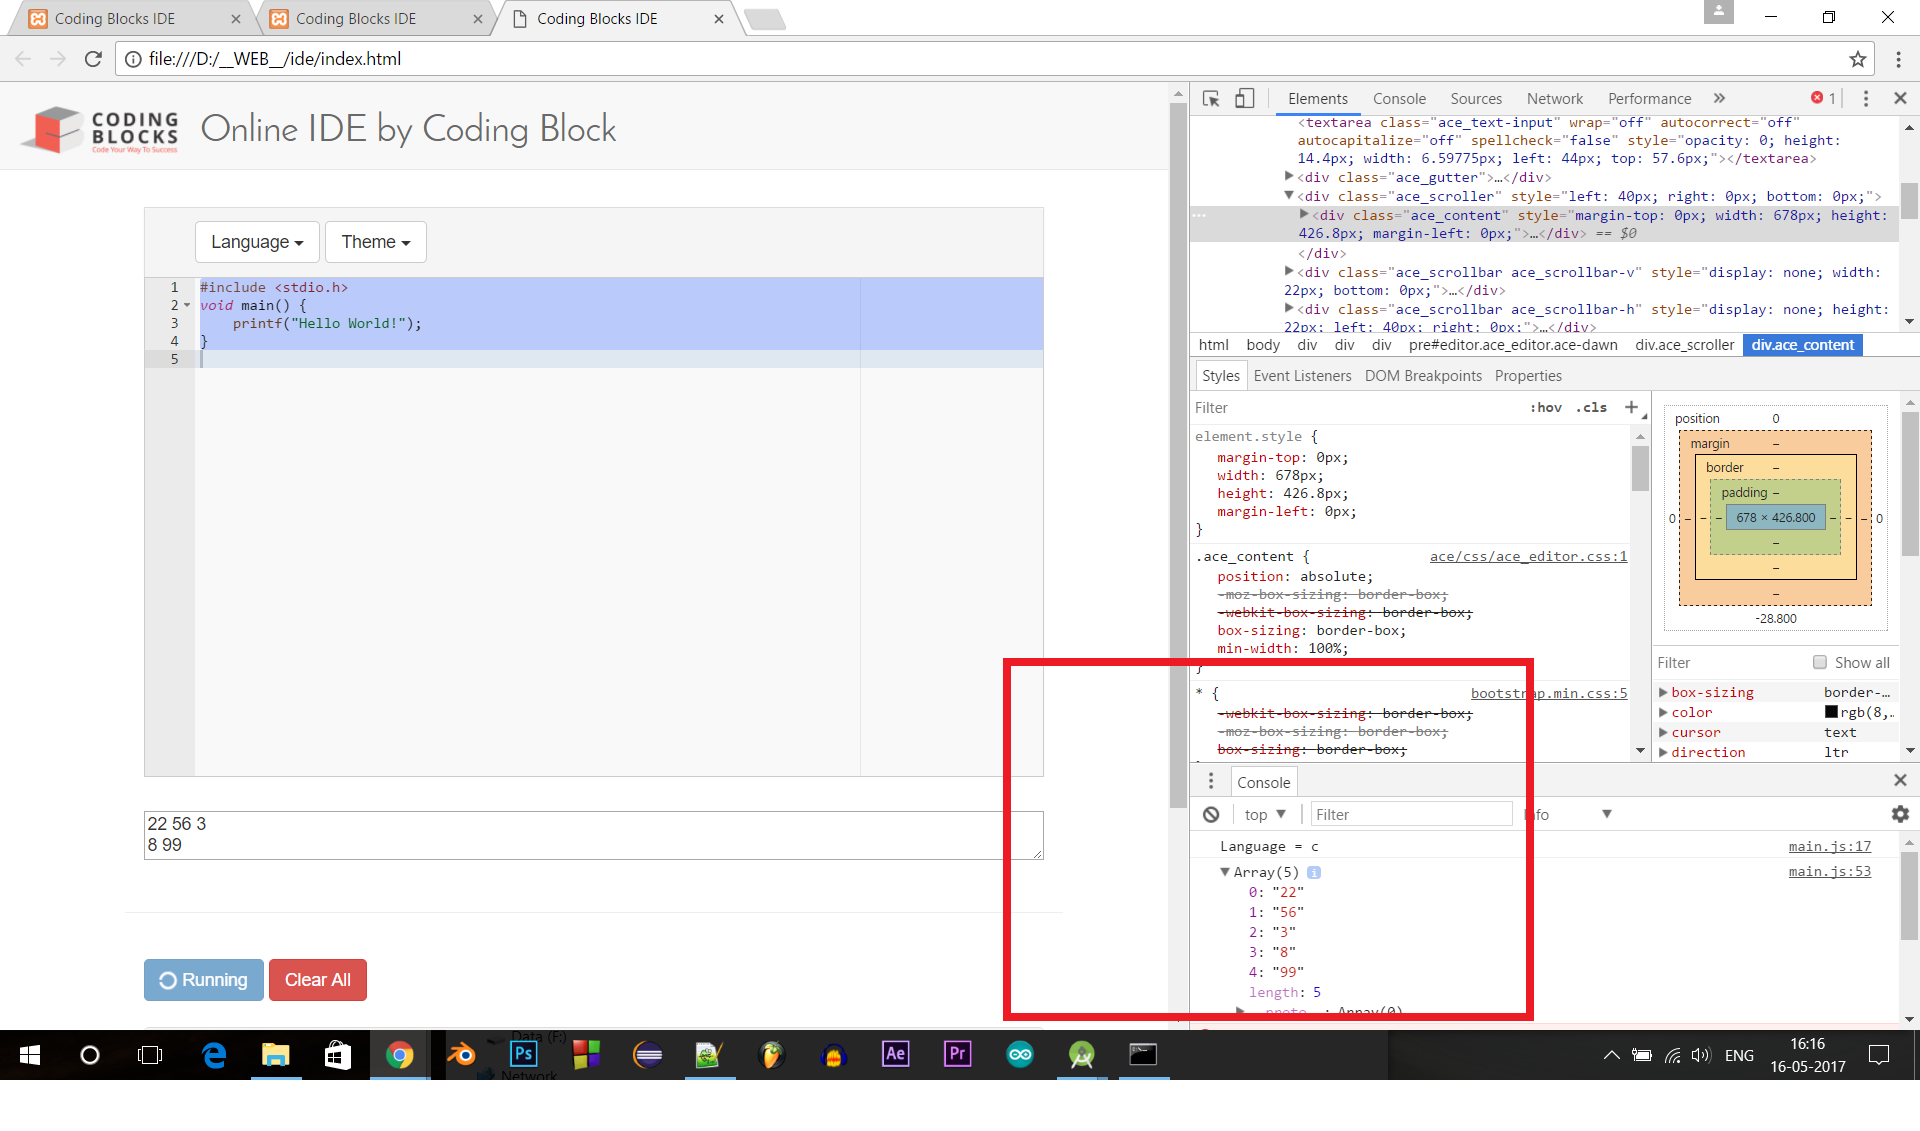 Coding Blocks IDE
Coding Blocks IDE
Coding Blocks IDE
file:///D:/__WEB__/ide/index.html
CODING
BLOCKS
Code Your Way To Success
Online IDE by Coding Block
Language
Theme
1 #include <stdio.h>
2 void main() {
3 printf("Hello World!");
4 }
5
22 56 3
8 99
Running
Clear All
Elements Console Sources Network Performance » 1
<textarea class="ace_text-input" wrap="off" autocorrect="off"
autocapitalize="off" spellcheck="false" style="opacity: 0; height:
14.4px; width: 6.59775px; left: 44px; top: 57.6px;"></textarea>
<div class="ace_gutter">…</div>
<div class="ace_scroller" style="left: 40px; right: 0px; bottom: 0px;">
<div class="ace_content" style="margin-top: 0px; width: 678px; height:
426.8px; margin-left: 0px;">…</div> == $0
</div>
<div class="ace_scrollbar ace_scrollbar-v" style="display: none; width:
22px; bottom: 0px;">…</div>
<div class="ace_scrollbar ace_scrollbar-h" style="display: none; height:
22px; left: 40px; right: 0px;">…</div>
html body div div div pre#editor.ace_editor.ace-dawn div.ace_scroller div.ace_content
Styles Event Listeners DOM Breakpoints Properties
Filter :hov .cls +
element.style {
margin-top: 0px;
width: 678px;
height: 426.8px;
margin-left: 0px;
}
.ace_content { ace/css/ace_editor.css:1
position: absolute;
-moz-box-sizing: border-box;
-webkit-box-sizing: border-box;
box-sizing: border-box;
min-width: 100%;
}
* { bootstrap.min.css:5
-webkit-box-sizing: border-box;
-moz-box-sizing: border-box;
box-sizing: border-box;
position 0
margin –
border –
padding –
0 – – – 678 × 426.800 – – – 0
–
–
–
-28.800
Filter Show all
box-sizing border-…
color rgb(8,…
cursor text
direction ltr
Console
top Filter
Language = c main.js:17
Array(5) i main.js:53
0: "22"
1: "56"
2: "3"
3: "8"
4: "99"
length: 5
__proto__: Array(0)
Data (F:)
Network
Ps
Ae
Pr
ENG
16:16
16-05-2017